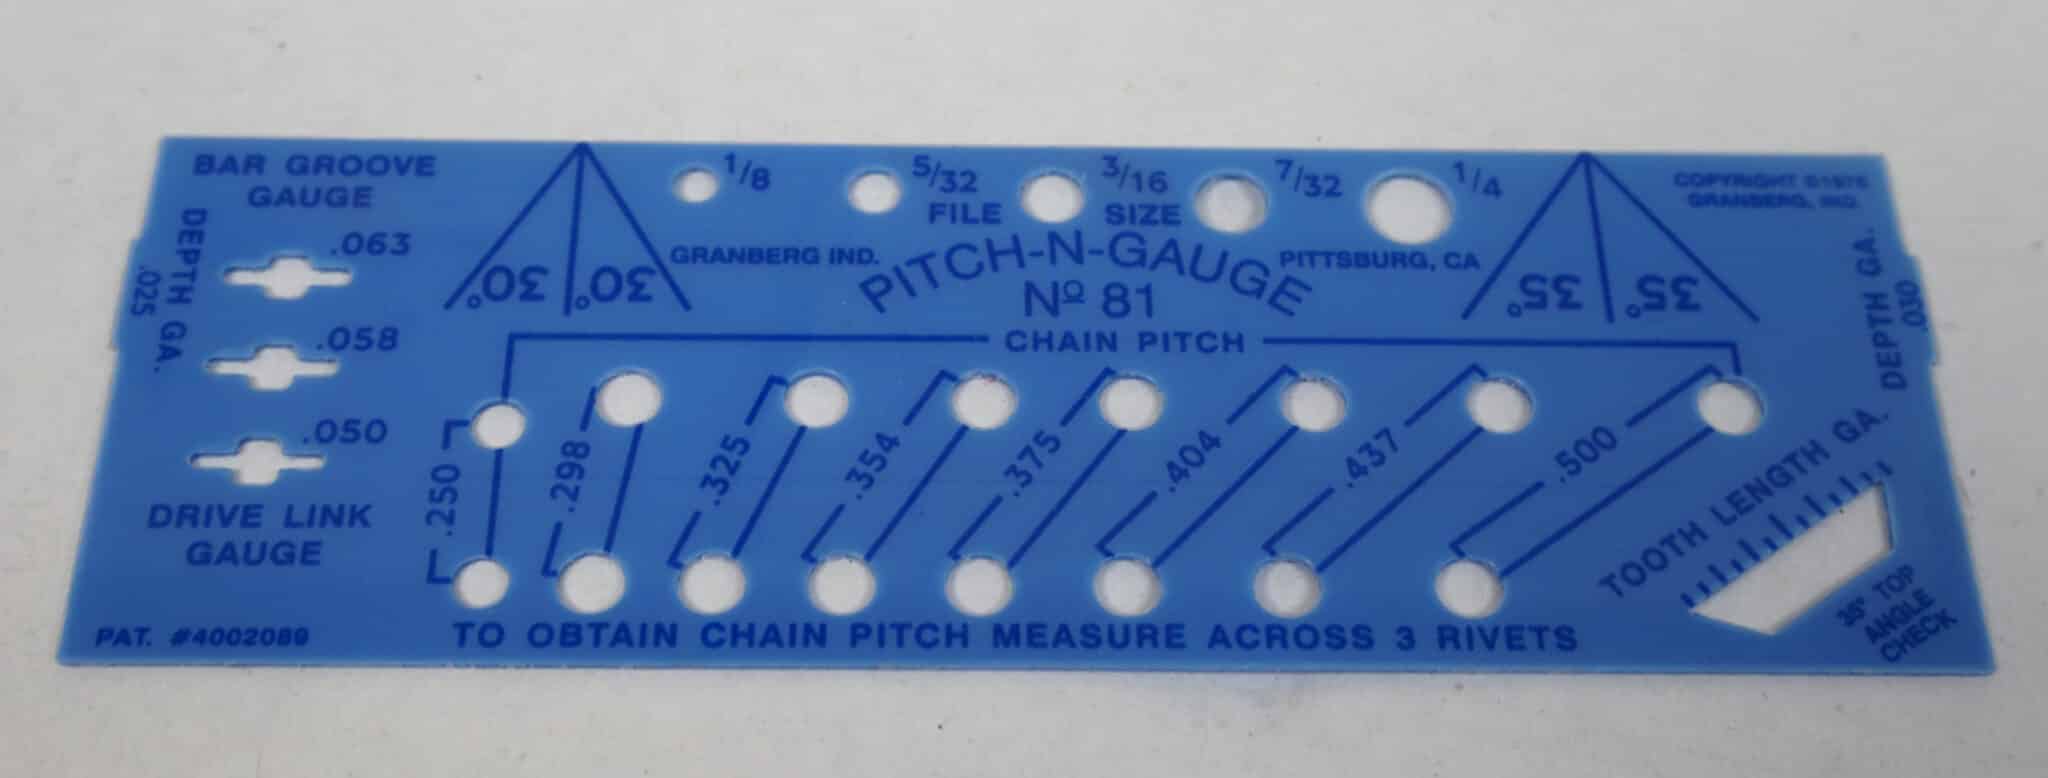 BAR GROOVE
GAUGE
DEPTH GA.
.025
.063
.058
.050
DRIVE LINK
GAUGE
PAT. #4002089
30° 30°
1/8
5/32
3/16
7/32
1/4
FILE SIZE
GRANBERG IND.
PITTSBURG, CA
PITCH-N-GAUGE
Nº 81
CHAIN PITCH
.250
.298
.325
.354
.375
.404
.437
.500
TO OBTAIN CHAIN PITCH MEASURE ACROSS 3 RIVETS
35° 35°
COPYRIGHT ©
GRANBERG, IND.
DEPTH GA.
.030
TOOTH LENGTH GA.
35° TOP
ANGLE
CHECK